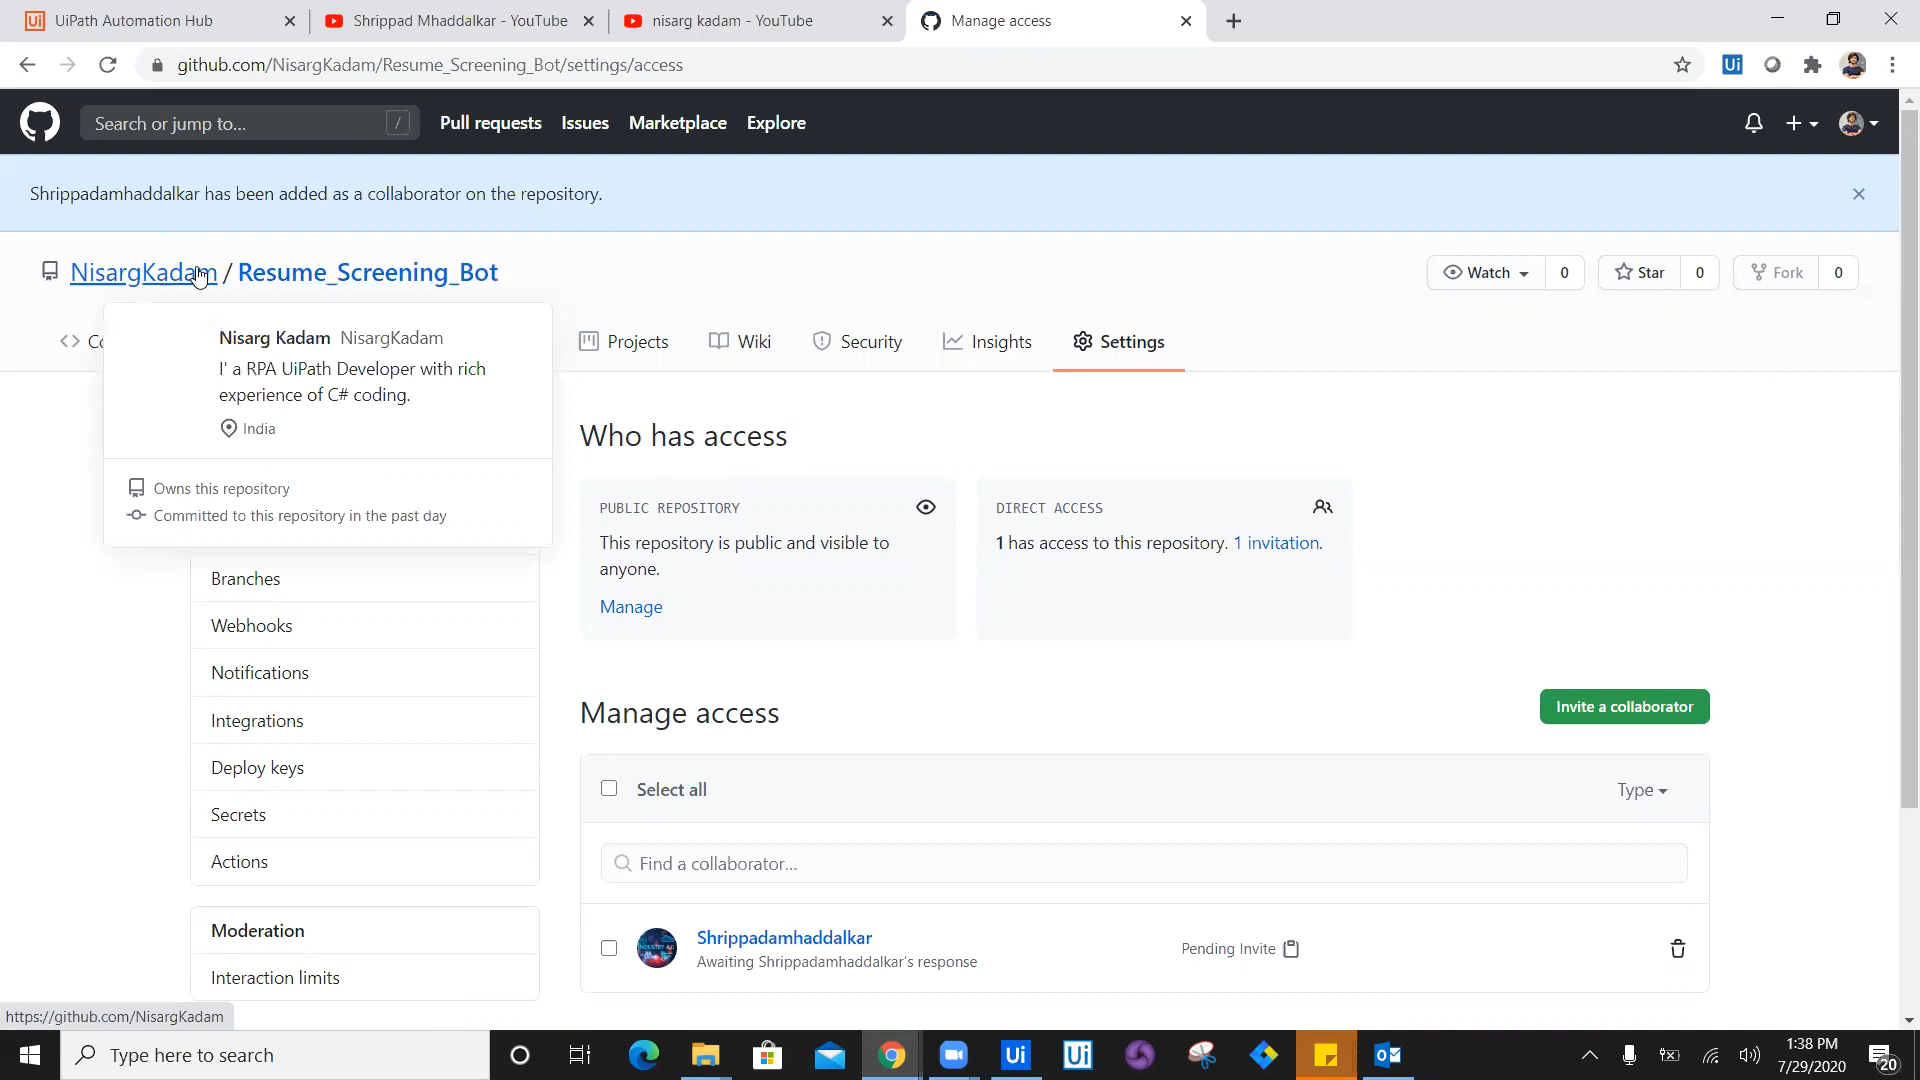 UiPath Automation Hub
Shrippad Mhaddalkar - YouTube
nisarg kadam - YouTube
Manage access
github.com/NisargKadam/Resume_Screening_Bot/settings/access
Ui
Search or jump to... /
Pull requests Issues Marketplace Explore
Shrippadamhaddalkar has been added as a collaborator on the repository.
NisargKadam / Resume_Screening_Bot
Watch 0 Star 0 Fork 0
Co
Projects Wiki Security Insights Settings
Nisarg Kadam NisargKadam
I' a RPA UiPath Developer with rich
experience of C# coding.
India
Owns this repository
Committed to this repository in the past day
Branches
Webhooks
Notifications
Integrations
Deploy keys
Secrets
Actions
Moderation
Interaction limits
Who has access
PUBLIC REPOSITORY
This repository is public and visible to
anyone.
Manage
DIRECT ACCESS
1 has access to this repository. 1 invitation.
Manage access
Invite a collaborator
Select all
Type
Find a collaborator...
Shrippadamhaddalkar
Awaiting Shrippadamhaddalkar's response
Pending Invite
https://github.com/NisargKadam
Type here to search
Ui
Ui
1:38 PM
7/29/2020
20